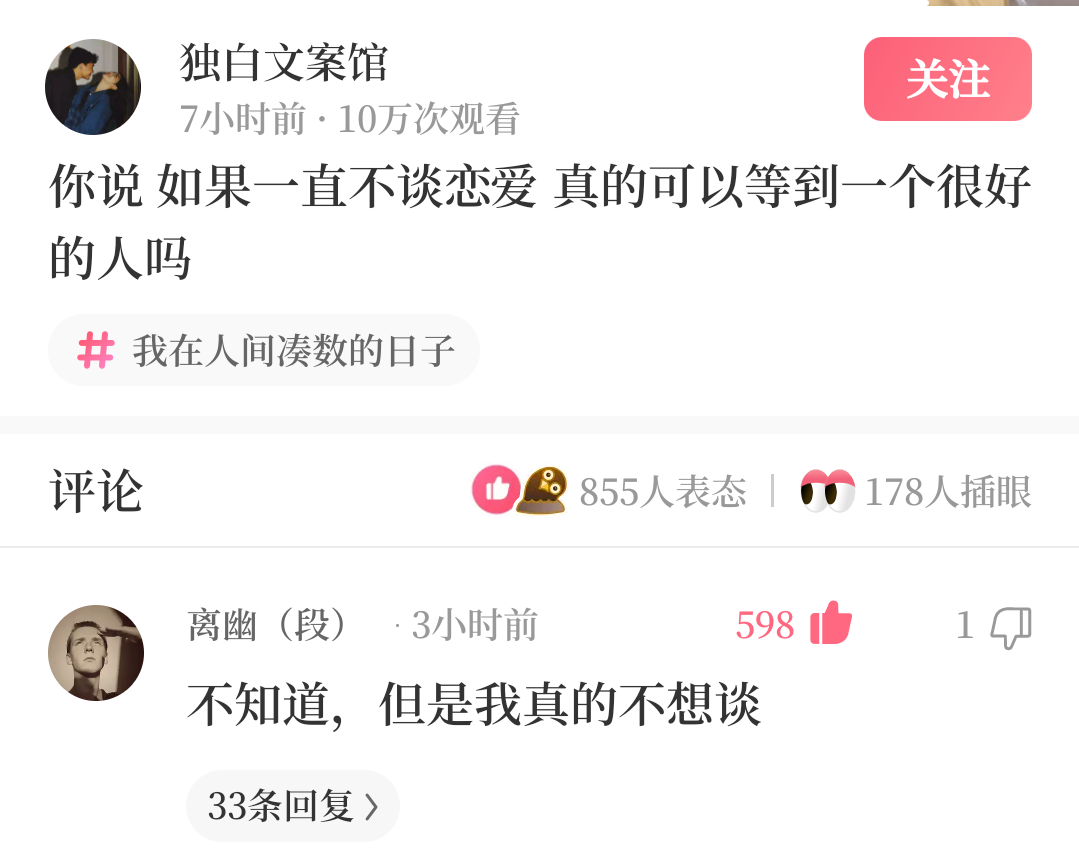 独白文案馆
关注
7小时前 · 10万次观看
你说 如果一直不谈恋爱 真的可以等到一个很好
的人吗
我在人间凑数的日子
评论 855人表态 178人插眼
离幽（段） · 3小时前 598 1
不知道，但是我真的不想谈
33条回复